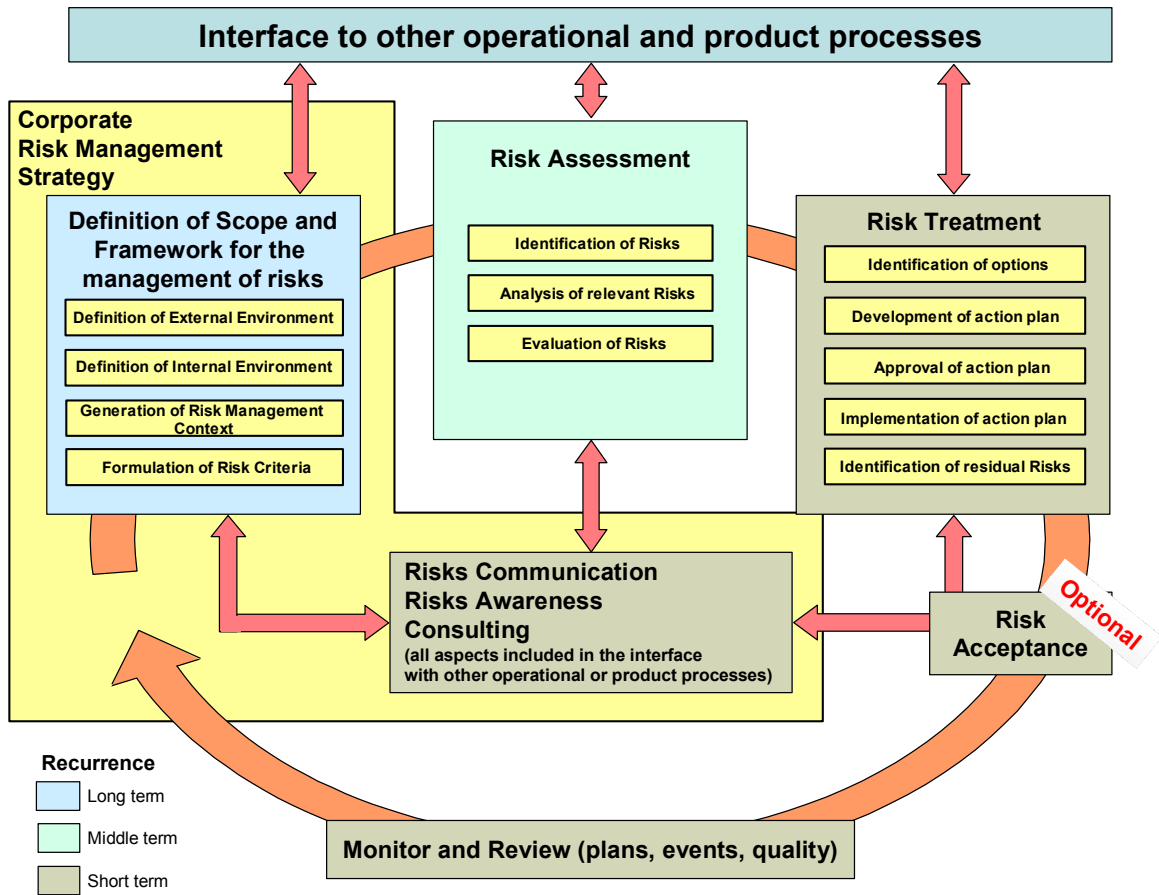 Interface to other operational and product processes
Corporate
Risk Management
Strategy
Definition of Scope and
Framework for the
management of risks
Definition of External Environment
Definition of Internal Environment
Generation of Risk Management
Context
Formulation of Risk Criteria
Risk Assessment
Identification of Risks
Analysis of relevant Risks
Evaluation of Risks
Risk Treatment
Identification of options
Development of action plan
Approval of action plan
Implementation of action plan
Identification of residual Risks
Risks Communication
Risks Awareness
Consulting
(all aspects included in the interface
with other operational or product processes)
Optional
Risk
Acceptance
Recurrence
Long term
Middle term
Short term
Monitor and Review (plans, events, quality)